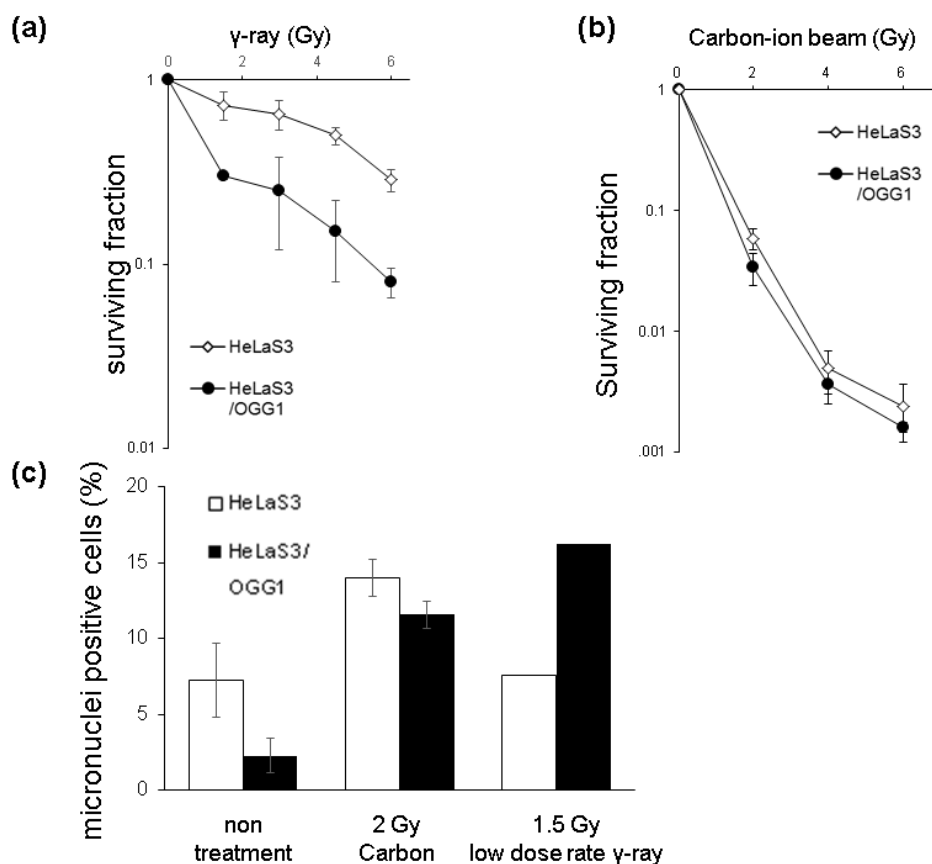 (a)
γ-ray (Gy)
0 2 4 6
1
0.1
0.01
surviving fraction
HeLaS3
HeLaS3
/OGG1
(b)
Carbon-ion beam (Gy)
0 2 4 6
1
0.1
0.01
.001
Surviving fraction
HeLaS3
HeLaS3
/OGG1
(c)
micronuclei positive cells (%)
20
15
10
5
0
HeLaS3
HeLaS3/
OGG1
non
treatment
2 Gy
Carbon
1.5 Gy
low dose rate γ-ray